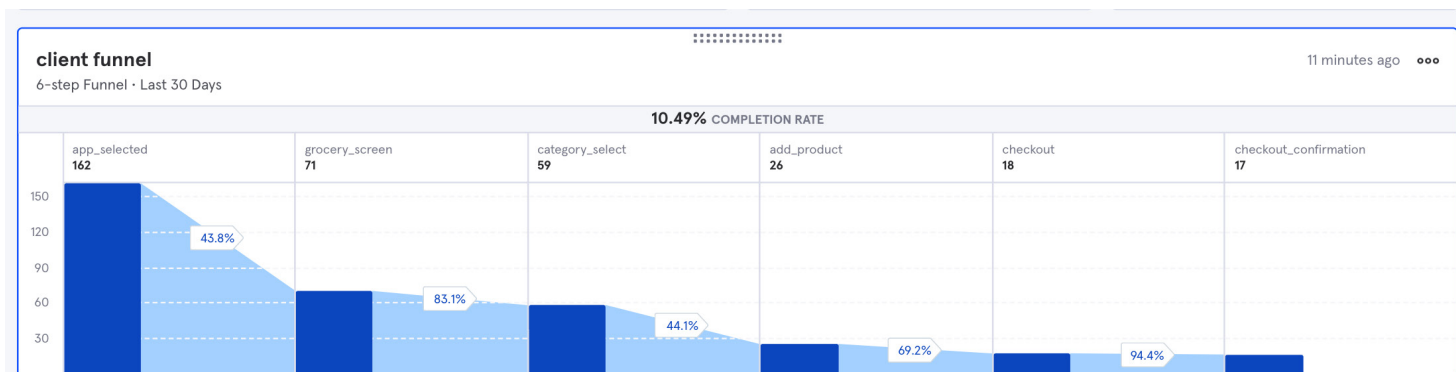 client funnel
11 minutes ago
6-step Funnel • Last 30 Days
10.49% COMPLETION RATE
app_selected
162
grocery_screen
71
category_select
59
add_product
26
checkout
18
checkout_confirmation
17
150
120
90
60
30
43.8%
83.1%
44.1%
69.2%
94.4%